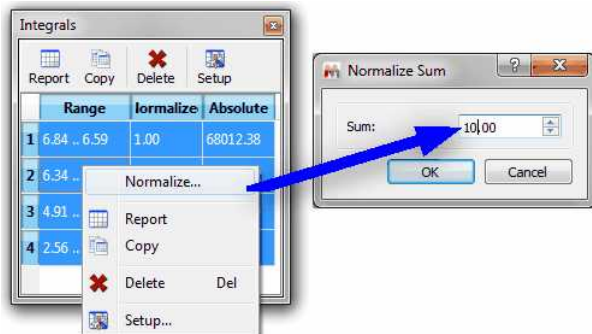 Integrals
Report Copy Delete Setup
Range lormalize Absolute
1 6.84 .. 6.59 1.00 68012.38
2 6.34 ..
3 4.91 ..
4 2.56 ..
Normalize...
Report
Copy
Delete Del
Setup...
Normalize Sum
Sum: 10.00
OK Cancel